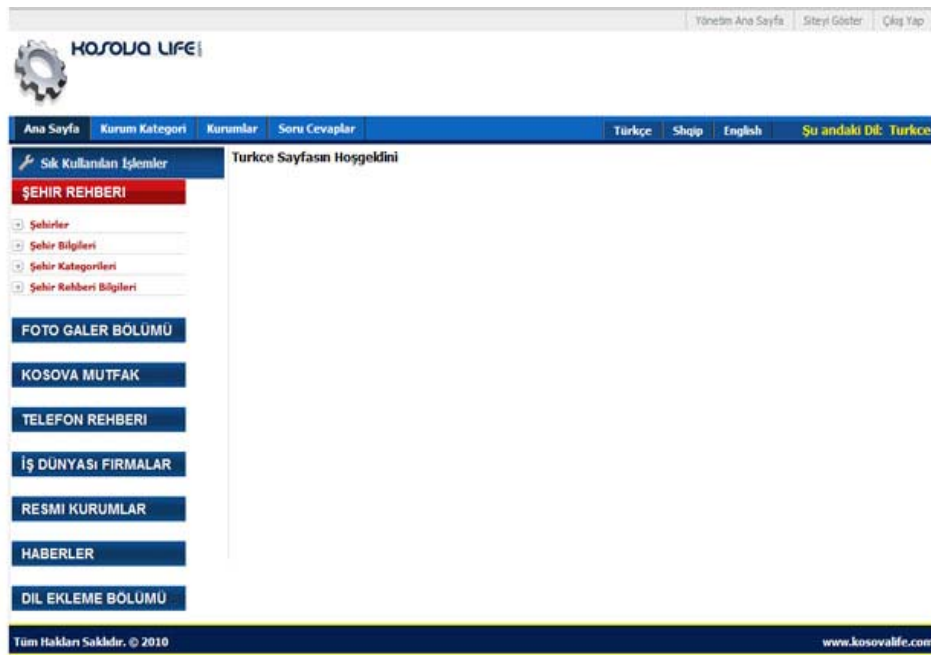 Yönetim Ana Sayfa Siteyi Göster Çıkış Yap
KOSOVA LIFE
Ana Sayfa Kurum Kategori Kurumlar Soru Cevaplar Türkçe Shqip English Şu andaki Dil: Turkce
Sık Kullanılan İşlemler
Turkce Sayfasın Hoşgeldini
ŞEHIR REHBERI
Şehirler
Şehir Bilgileri
Şehir Kategorileri
Şehir Rehberi Bilgileri
FOTO GALER BÖLÜMÜ
KOSOVA MUTFAK
TELEFON REHBERI
İŞ DÜNYASı FIRMALAR
RESMI KURUMLAR
HABERLER
DIL EKLEME BÖLÜMÜ
Tüm Hakları Saklıdır. © 2010 www.kosovalife.com